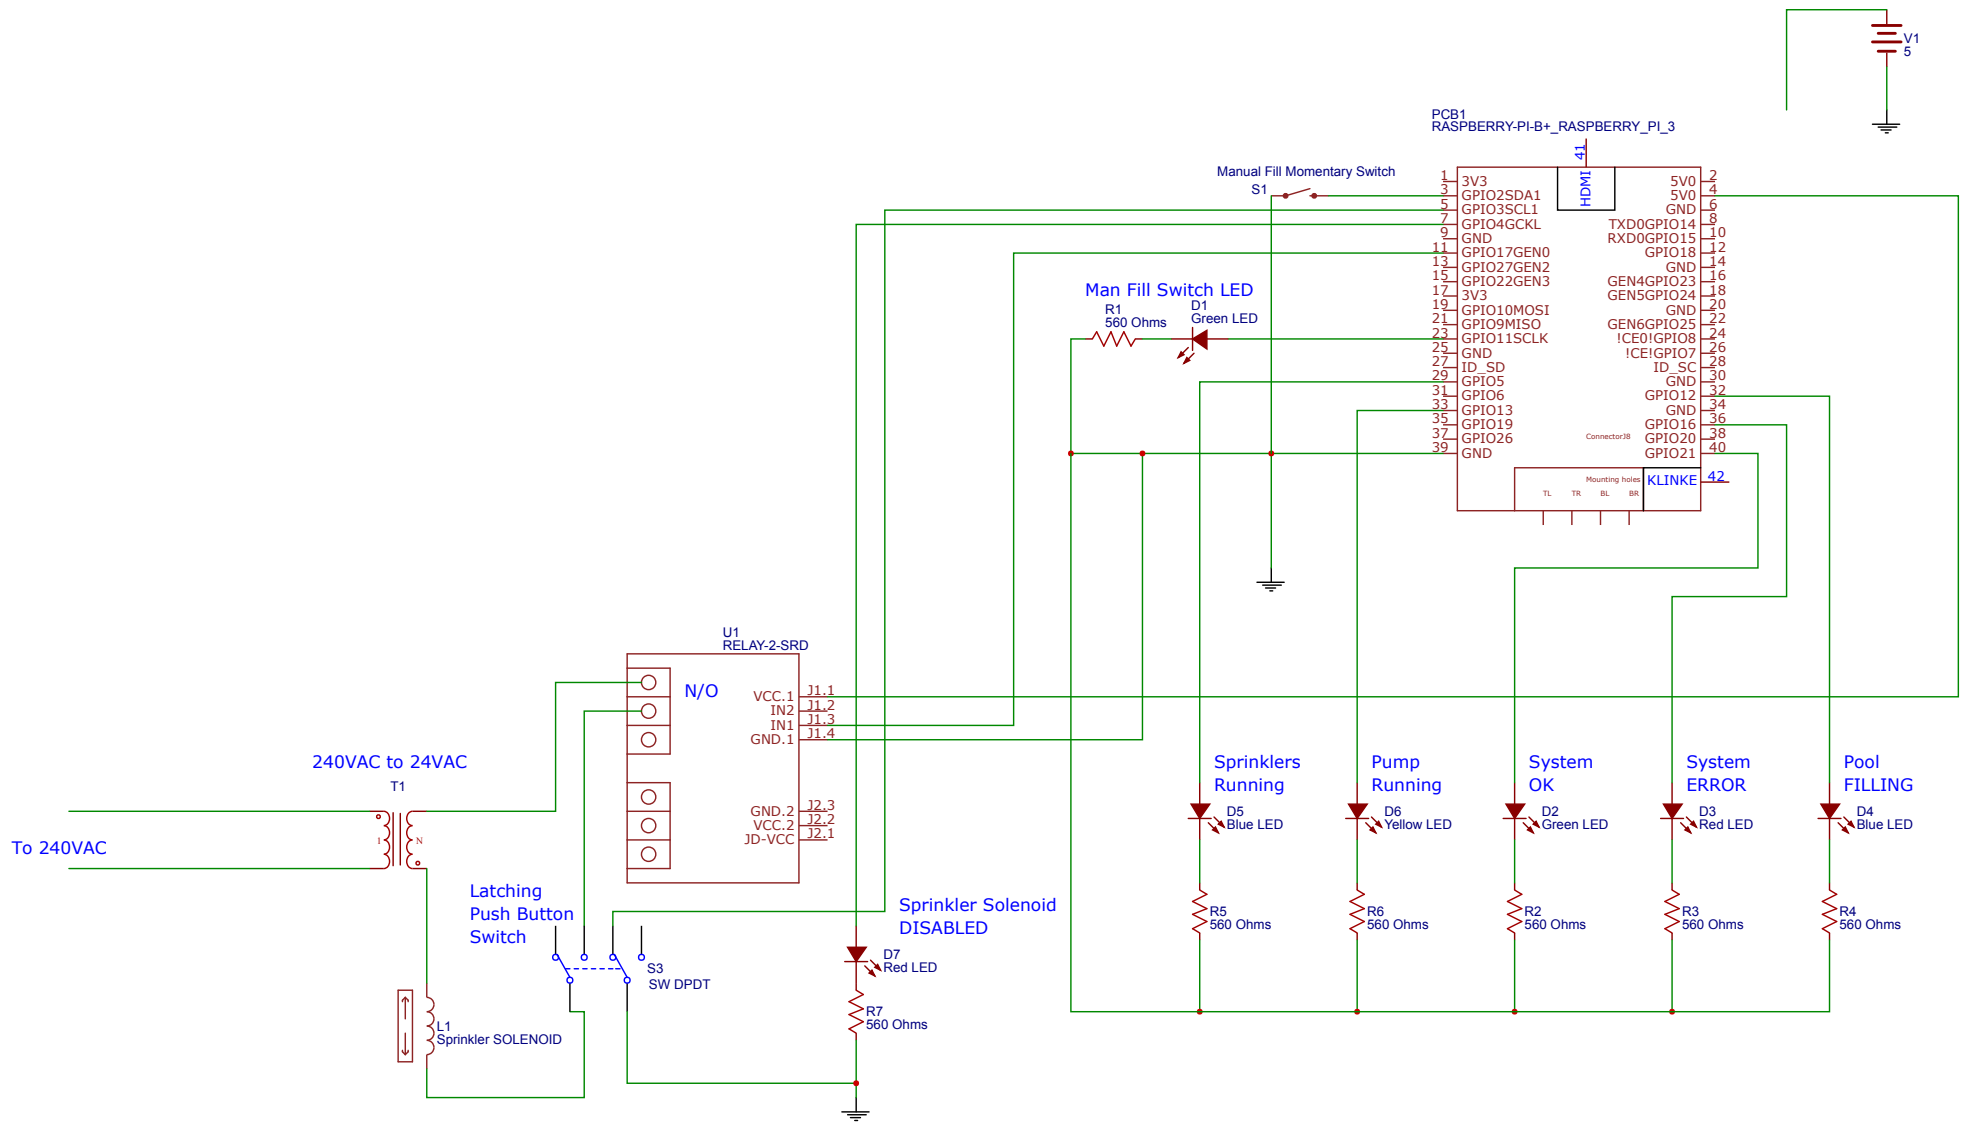 V1
5
PCB1
RASPBERRY-PI-B+_RASPBERRY_PI_3
41
HDMI
Manual Fill Momentary Switch
S1
1
3
5
7
9
11
13
15
17
19
21
23
25
27
29
31
33
35
37
39
3V3
GPIO2SDA1
GPIO3SCL1
GPIO4GCKL
GND
GPIO17GEN0
GPIO27GEN2
GPIO22GEN3
3V3
GPIO10MOSI
GPIO9MISO
GPIO11SCLK
GND
ID_SD
GPIO5
GPIO6
GPIO13
GPIO19
GPIO26
GND
5V0
5V0
GND
TXD0GPIO14
RXD0GPIO15
GPIO18
GND
GEN4GPIO23
GEN5GPIO24
GND
GEN6GPIO25
!CE0!GPIO8
!CE!GPIO7
ID_SC
GND
GPIO12
GND
GPIO16
GPIO20
GPIO21
2
4
6
8
10
12
14
16
18
20
22
24
26
28
30
32
34
36
38
40
ConnectorJ8
Mounting holes
TL TR BL BR
KLINKE
42
Man Fill Switch LED
R1
560 Ohms
D1
Green LED
U1
RELAY-2-SRD
N/O
VCC.1
IN2
IN1
GND.1
J1.1
J1.2
J1.3
J1.4
GND.2
VCC.2
JD-VCC
J2.3
J2.2
J2.1
240VAC to 24VAC
T1
I
N
To 240VAC
Latching
Push Button
Switch
S3
SW DPDT
L1
Sprinkler SOLENOID
Sprinkler Solenoid
DISABLED
D7
Red LED
R7
560 Ohms
Sprinklers
Running
D5
Blue LED
R5
560 Ohms
Pump
Running
D6
Yellow LED
R6
560 Ohms
System
OK
D2
Green LED
R2
560 Ohms
System
ERROR
D3
Red LED
R3
560 Ohms
Pool
FILLING
D4
Blue LED
R4
560 Ohms